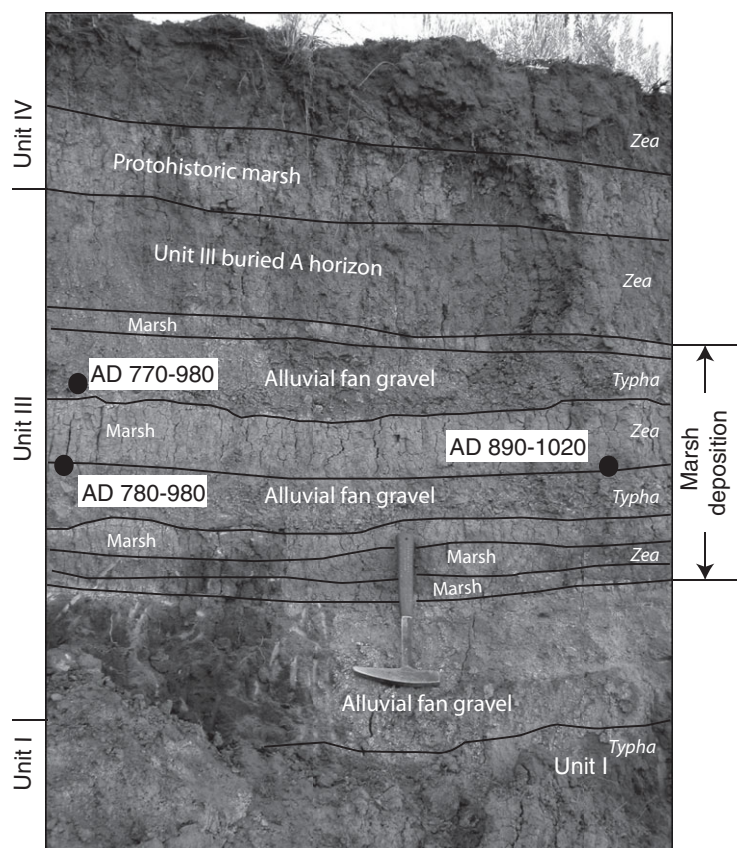 Unit IV
Zea
Protohistoric marsh
Unit III buried A horizon
Zea
Marsh
AD 770-980
Alluvial fan gravel
Typha
Unit III
Marsh
Zea
AD 890-1020
Marsh
deposition
AD 780-980
Alluvial fan gravel
Typha
Marsh
Marsh
Zea
Marsh
Alluvial fan gravel
Unit I
Typha
Unit I